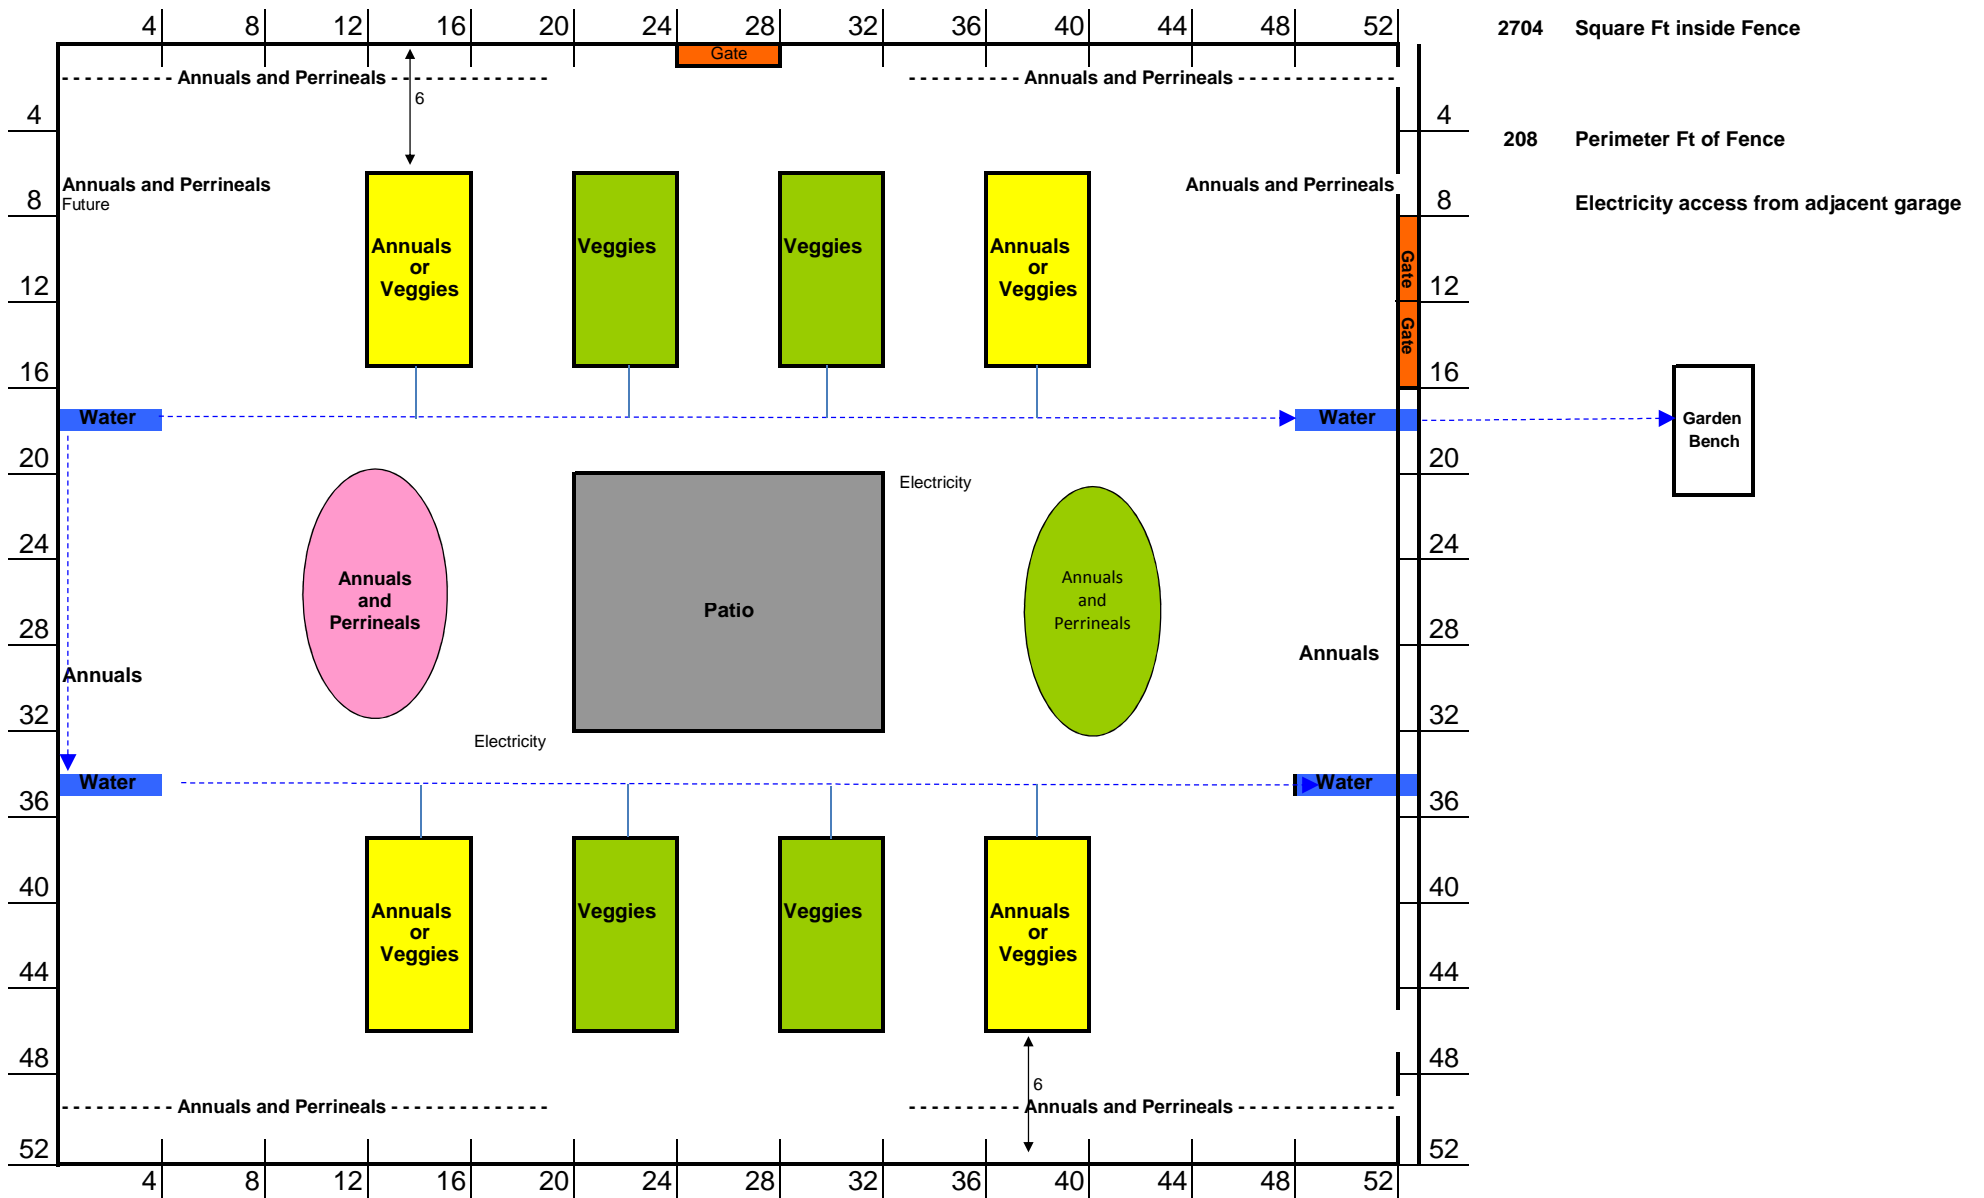 4 8 12 16 20 24 28 32 36 40 44 48 52
2704 Square Ft inside Fence
Gate
Annuals and Perrineals
Annuals and Perrineals
6
4
4
208 Perimeter Ft of Fence
Annuals and Perrineals
Future
Annuals and Perrineals
8
8
Electricity access from adjacent garage
Annuals
or
Veggies
Veggies
Veggies
Annuals
or
Veggies
Gate
Gate
12
12
16
16
Water
Water
Garden
Bench
20
20
Electricity
24
24
Annuals
and
Perrineals
Patio
Annuals
and
Perrineals
28
28
Annuals
Annuals
32
32
Electricity
Water
Water
36
36
40
40
Annuals
or
Veggies
Veggies
Veggies
Annuals
or
Veggies
44
44
48
48
6
Annuals and Perrineals
Annuals and Perrineals
52
52
4 8 12 16 20 24 28 32 36 40 44 48 52